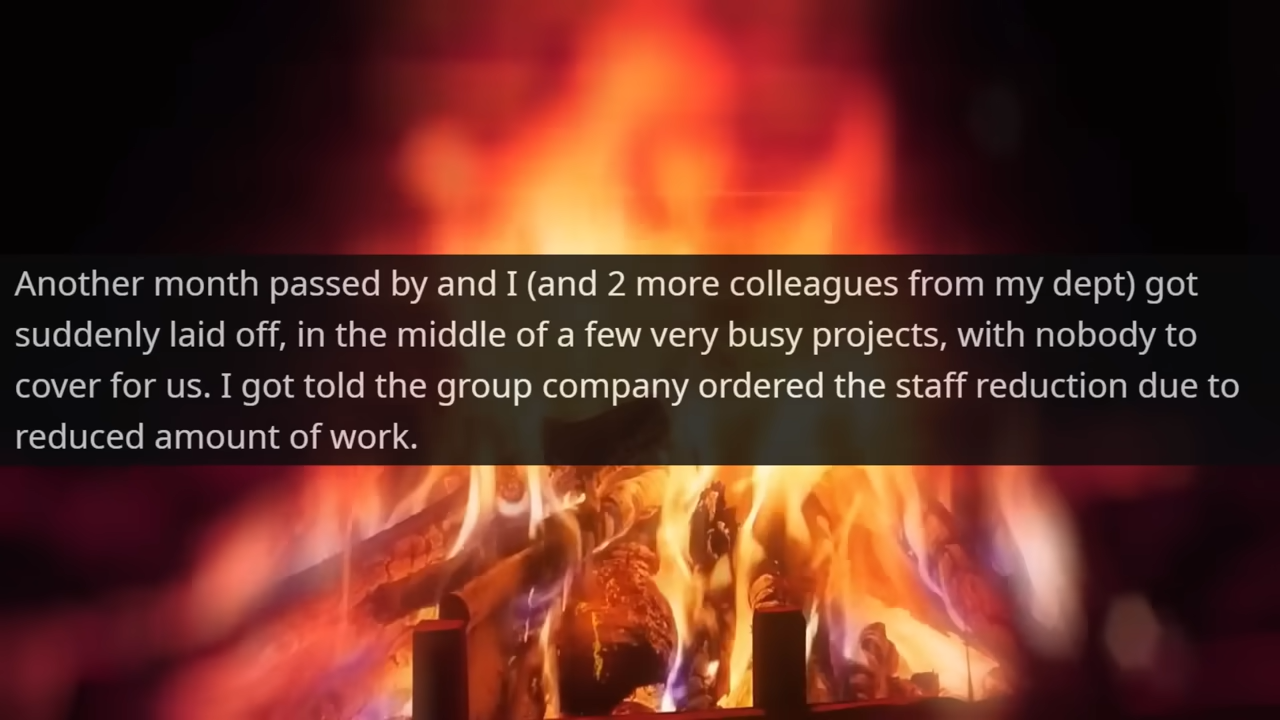 Another month passed by and I (and 2 more colleagues from my dept) got
suddenly laid off, in the middle of a few very busy projects, with nobody to
cover for us. I got told the group company ordered the staff reduction due to
reduced amount of work.